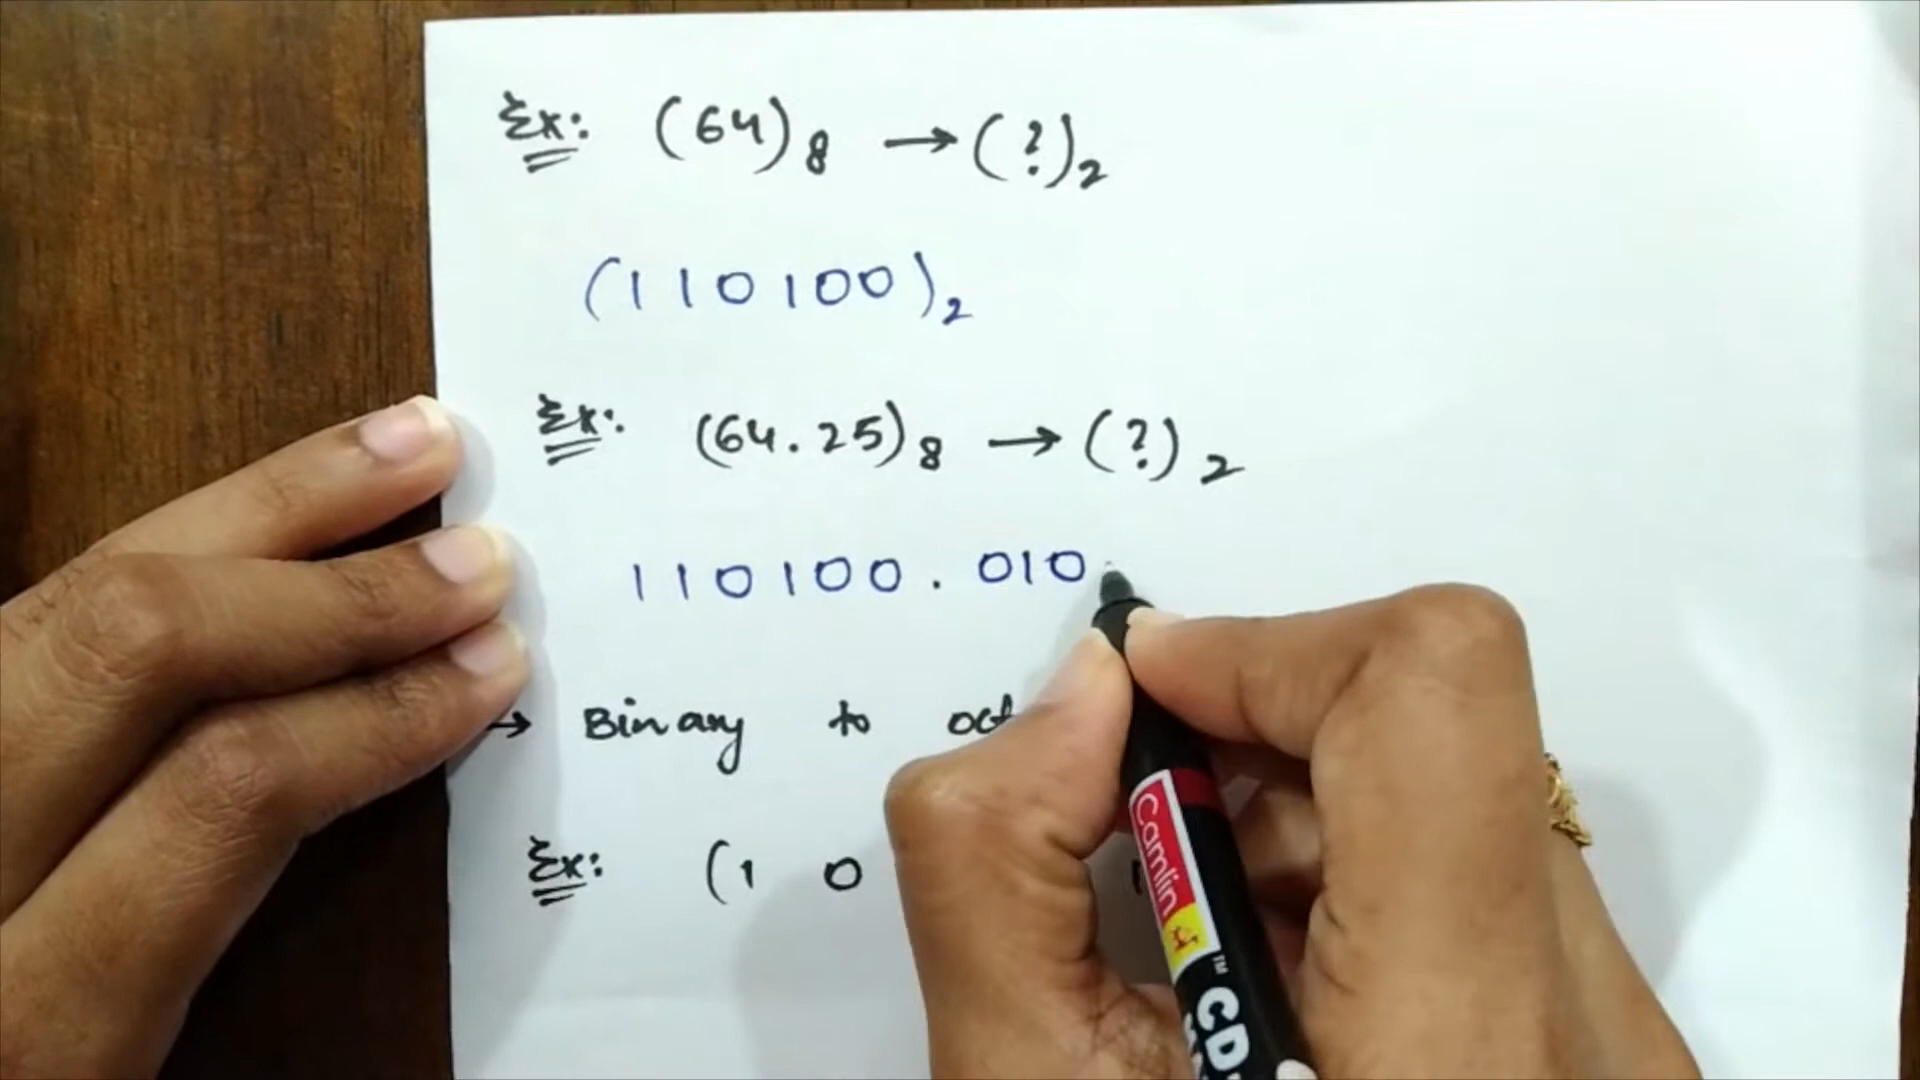 Ex: (64)8 → (?)2
(110100)2
Ex: (64.25)8 → (?)2
110100.010
→ Binary to oct
Ex: (1 0
Camlin
TM
CD